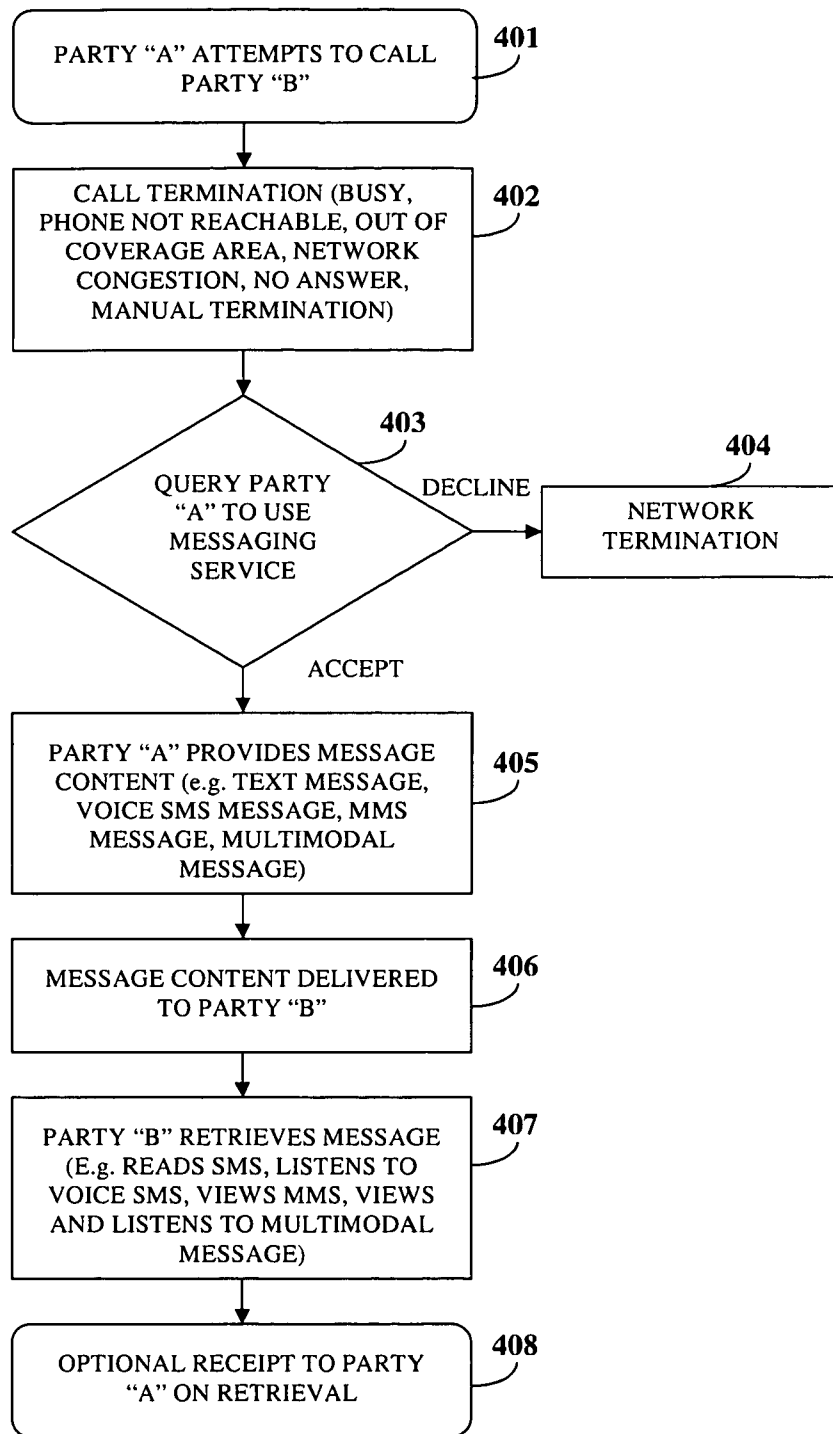 PARTY “A” ATTEMPTS TO CALL
PARTY “B”
401
CALL TERMINATION (BUSY,
PHONE NOT REACHABLE, OUT OF
COVERAGE AREA, NETWORK
CONGESTION, NO ANSWER,
MANUAL TERMINATION)
402
403
QUERY PARTY
“A” TO USE
MESSAGING
SERVICE
DECLINE
404
NETWORK
TERMINATION
ACCEPT
PARTY “A” PROVIDES MESSAGE
CONTENT (e.g. TEXT MESSAGE,
VOICE SMS MESSAGE, MMS
MESSAGE, MULTIMODAL
MESSAGE)
405
MESSAGE CONTENT DELIVERED
TO PARTY “B”
406
PARTY “B” RETRIEVES MESSAGE
(E.g. READS SMS, LISTENS TO
VOICE SMS, VIEWS MMS, VIEWS
AND LISTENS TO MULTIMODAL
MESSAGE)
407
OPTIONAL RECEIPT TO PARTY
“A” ON RETRIEVAL
408